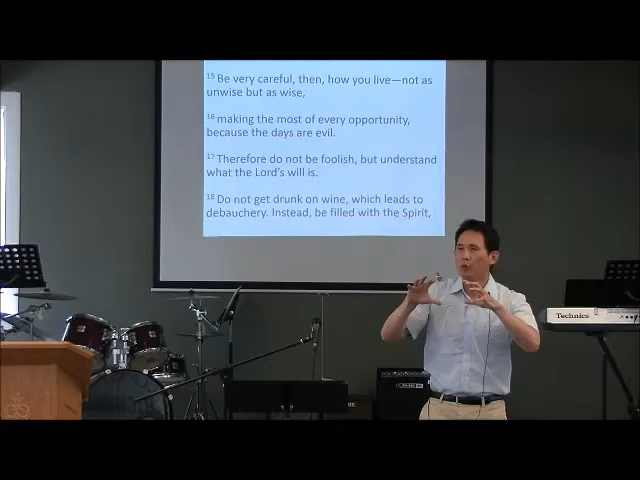 15 Be very careful, then, how you live—not as
unwise but as wise,
16 making the most of every opportunity,
because the days are evil.
17 Therefore do not be foolish, but understand
what the Lord's will is.
18 Do not get drunk on wine, which leads to
debauchery. Instead, be filled with the Spirit,
Technics